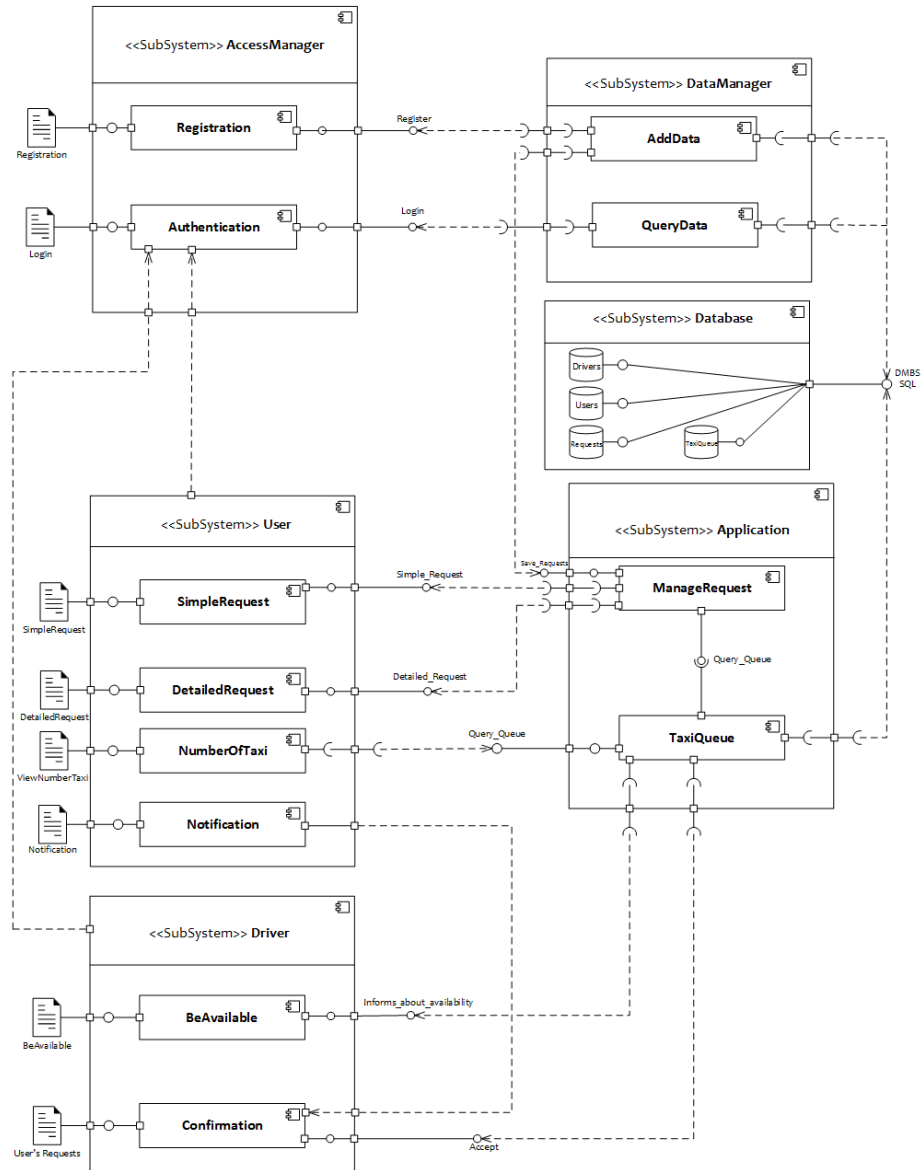 <<SubSystem>> AccessManager
Registration
Registration
Register
Authentication
Login
Login
<<SubSystem>> DataManager
AddData
QueryData
<<SubSystem>> Database
Drivers
Users
Requests
TaxiQueue
DMBS
SQL
<<SubSystem>> User
SimpleRequest
SimpleRequest
Simple_Request
DetailedRequest
DetailedRequest
Detailed_Request
NumberOfTaxi
ViewNumberTaxi
Query_Queue
Notification
Notification
<<SubSystem>> Application
Save_Requests
ManageRequest
Query_Queue
TaxiQueue
<<SubSystem>> Driver
BeAvailable
BeAvailable
Informs_about_availability
Confirmation
User's Requests
Accept